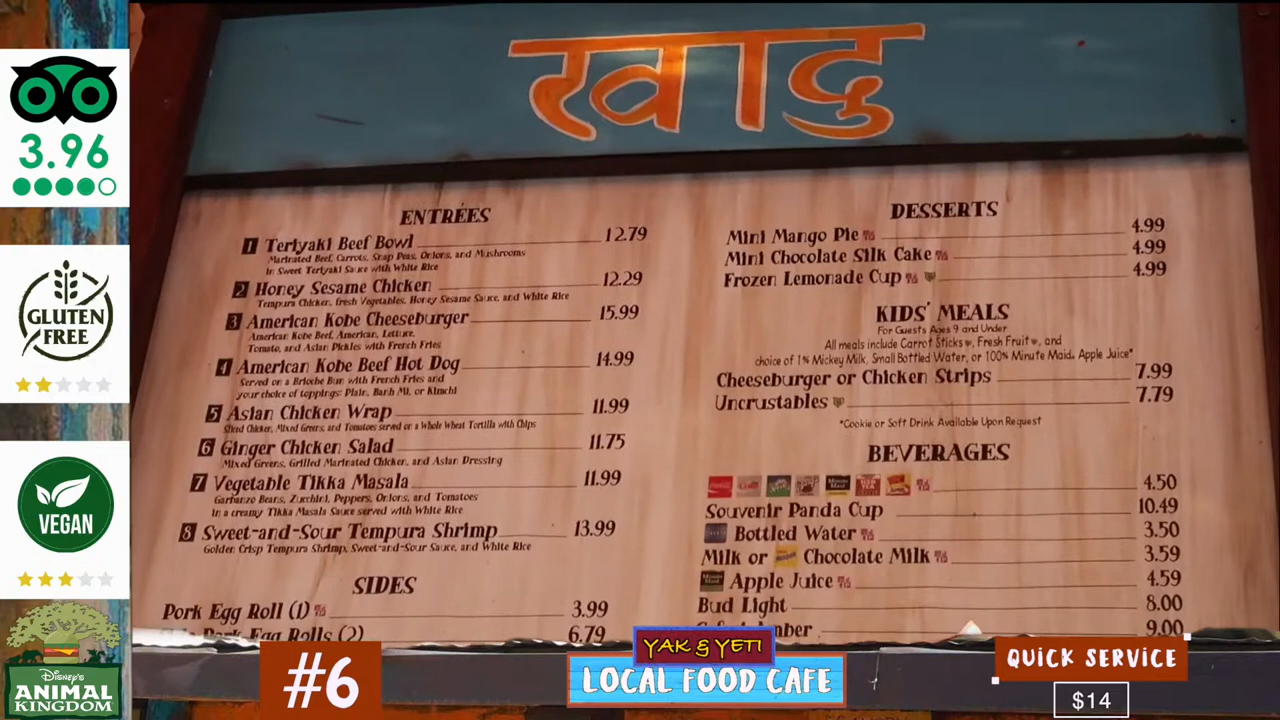 स्वादु
3.96
GLUTEN
FREE
VEGAN
Disney's
ANIMAL
KINGDOM
ENTRÉES
1 Teriyaki Beef Bowl 12.79
Marinated Beef, Carrots, Snap Peas, Onions, and Mushrooms
in Sweet Teriyaki Sauce with White Rice
2 Honey Sesame Chicken 12.29
Tempura Chicken, fresh Vegetables, Honey Sesame Sauce, and White Rice
3 American Kobe Cheeseburger 15.99
American Kobe Beef, American, Lettuce,
Tomato, and Asian Pickles with French Fries
4 American Kobe Beef Hot Dog 14.99
Served on a Brioche Bun with French Fries and
your choice of toppings: Plain, Banh Mi, or Kimchi
5 Asian Chicken Wrap 11.99
Sliced Chicken, Mixed Greens, and Tomatoes served on a Whole Wheat Tortilla with Chips
6 Ginger Chicken Salad 11.75
Mixed Greens, Grilled Marinated Chicken, and Asian Dressing
7 Vegetable Tikka Masala 11.99
Garbanzo Beans, Zucchini, Peppers, Onions, and Tomatoes
in a creamy Tikka Masala Sauce served with White Rice
8 Sweet-and-Sour Tempura Shrimp 13.99
Golden Crisp Tempura Shrimp, Sweet-and-Sour Sauce, and White Rice
SIDES
Pork Egg Roll (1) 3.99
Pork Egg Rolls (2) 6.79
DESSERTS
Mini Mango Pie 4.99
Mini Chocolate Silk Cake 4.99
Frozen Lemonade Cup 4.99
KIDS' MEALS
For Guests Ages 9 and Under
All meals include Carrot Sticks, Fresh Fruit, and
choice of 1% Mickey Milk, Small Bottled Water, or 100% Minute Maid® Apple Juice*
Cheeseburger or Chicken Strips 7.99
Uncrustables 7.79
*Cookie or Soft Drink Available Upon Request
BEVERAGES
4.50
Souvenir Panda Cup 10.49
Bottled Water 3.50
Milk or Chocolate Milk 3.59
Apple Juice 4.59
Bud Light 8.00
9.00
#6
YAK & YETI
LOCAL FOOD CAFE
QUICK SERVICE
$14